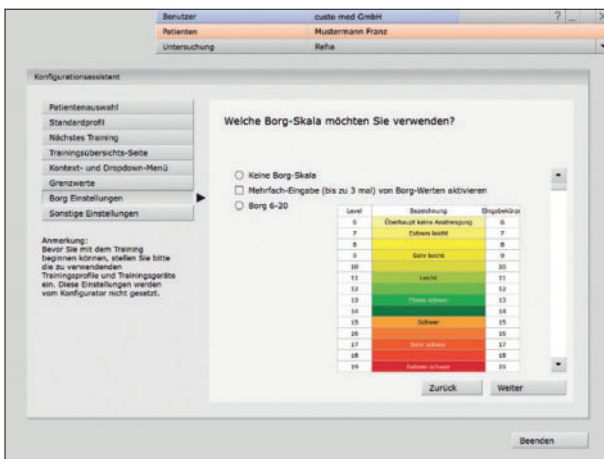 Benutzer custo med GmbH ? _ X
Patienten Mustermann Franz
Untersuchung Reha
Konfigurationsassistent
Patientenauswahl
Standardprofil
Nächstes Training
Trainingsübersichts-Seite
Kontext- und Dropdown-Menü
Grenzwerte
Borg Einstellungen
Sonstige Einstellungen
Anmerkung:
Bevor Sie mit dem Training
beginnen können, stellen Sie bitte
die zu verwendenden
Trainingsprofile und Trainingsgeräte
ein. Diese Einstellungen werden
vom Konfigurator nicht gesetzt.
Welche Borg-Skala möchten Sie verwenden?
Keine Borg-Skala
Mehrfach-Eingabe (bis zu 3 mal) von Borg-Werten aktivieren
Borg 6-20
Level Bezeichnung Eingabekürze
6 Überhaupt keine Anstrengung 6
7 Extrem leicht 7
8 8
9 Sehr leicht 9
10 10
11 Leicht 11
12 12
13 Etwas schwer 13
14 14
15 Schwer 15
16 16
17 Sehr schwer 17
18 18
19 Extrem schwer 19
Zurück Weiter
Beenden